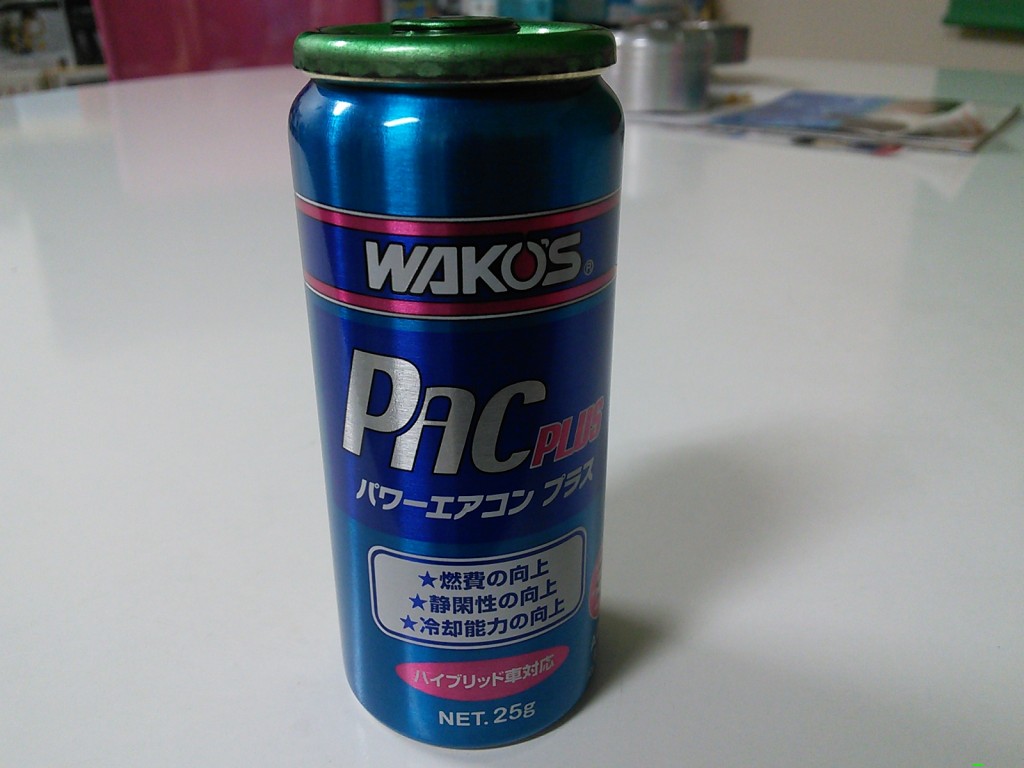 WAKO'S®
PAC PLUS
パワーエアコン プラス
★燃費の向上
★静閑性の向上
★冷却能力の向上
ハイブリッド車対応
NET. 25g